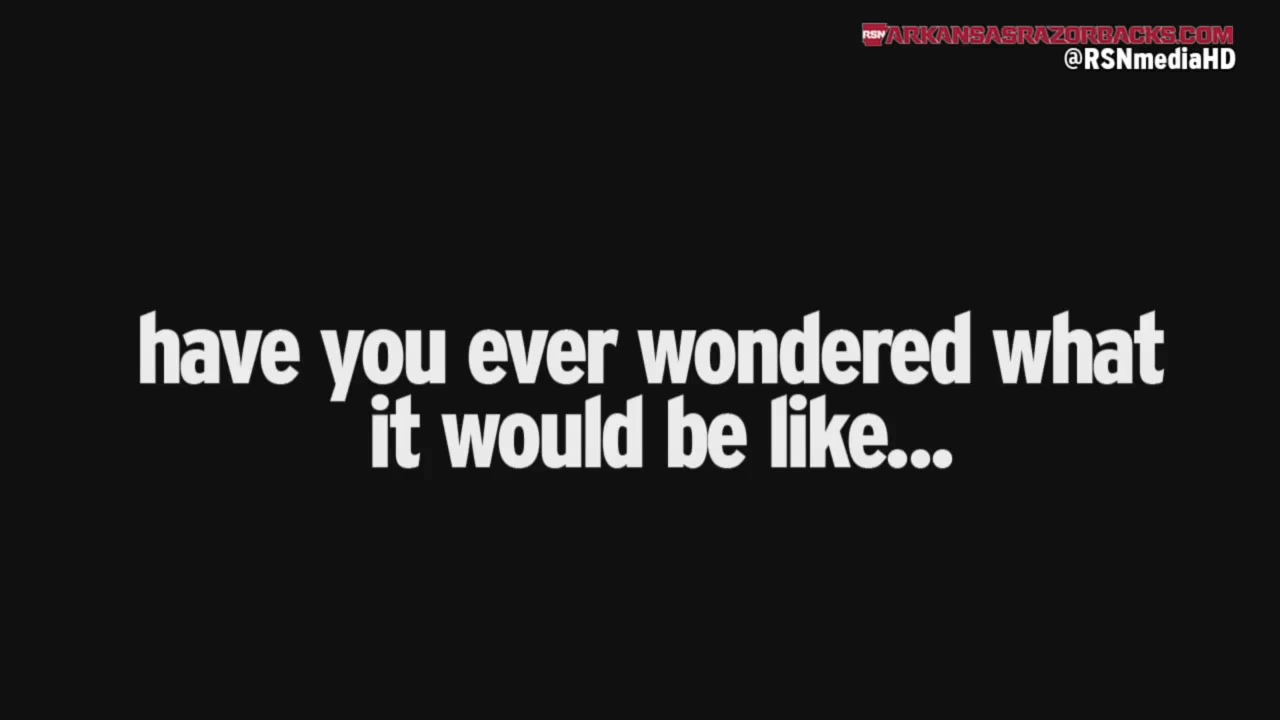 RSN ARKANSASRAZORBACKS.COM
@RSNmediaHD
have you ever wondered what
it would be like...